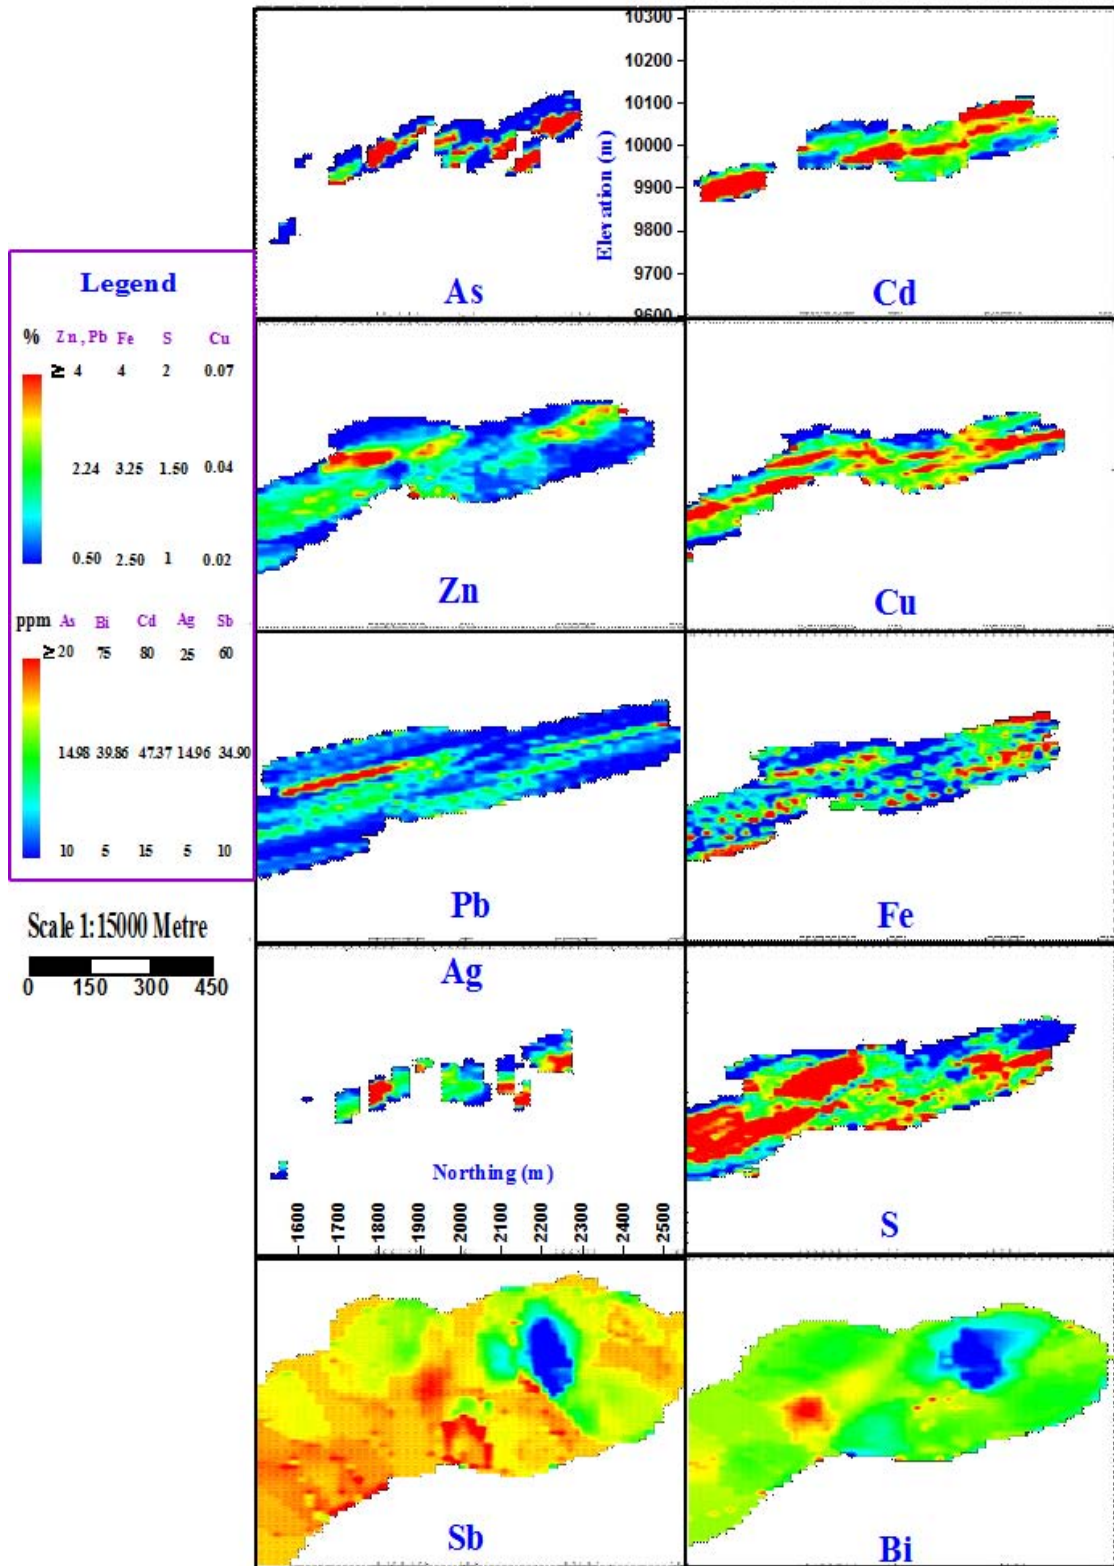 10300
10200
10100
10000
9900
9800
9700
9600
Elevation (m)
As
Cd
Legend
% Zn, Pb Fe S Cu
≥ 4 4 2 0.07
2.24 3.25 1.50 0.04
0.50 2.50 1 0.02
ppm As Bi Cd Ag Sb
≥ 20 75 80 25 60
14.98 39.86 47.37 14.96 34.90
10 5 15 5 10
Scale 1:15000 Metre
0 150 300 450
Zn
Cu
Pb
Fe
Ag
Northing (m)
1600 1700 1800 1900 2000 2100 2200 2300 2400 2500
S
Sb
Bi